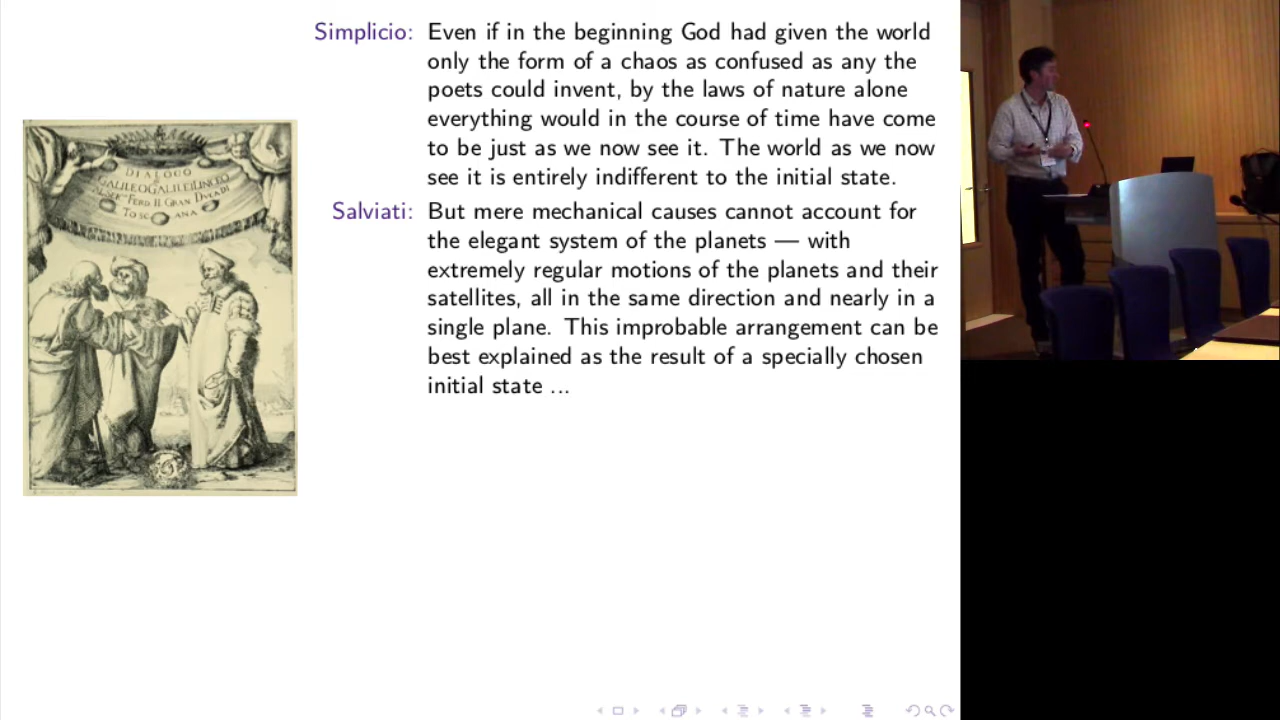 Simplicio: Even if in the beginning God had given the world
only the form of a chaos as confused as any the
poets could invent, by the laws of nature alone
everything would in the course of time have come
to be just as we now see it. The world as we now
see it is entirely indifferent to the initial state.
Salviati: But mere mechanical causes cannot account for
the elegant system of the planets — with
extremely regular motions of the planets and their
satellites, all in the same direction and nearly in a
single plane. This improbable arrangement can be
best explained as the result of a specially chosen
initial state ...
DIALOGO
GALILEO GALILEI LINCEO
FERD. II. GRAN DVCA DI
TOSCANA